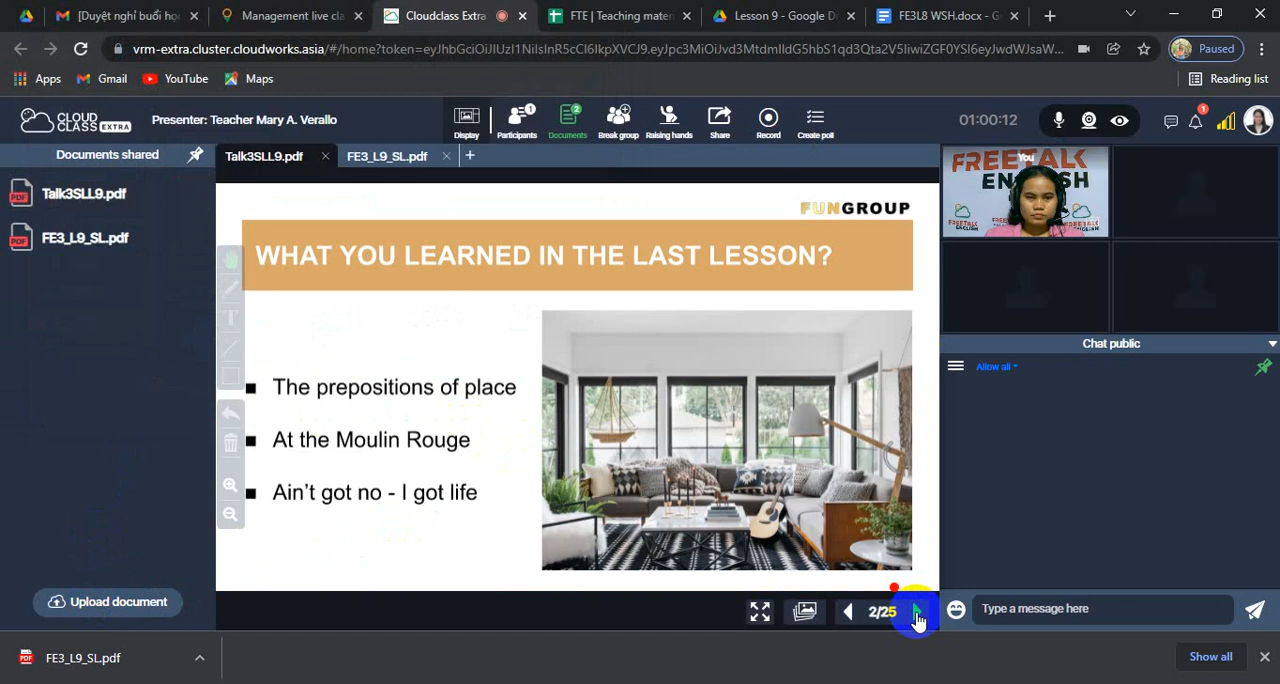 [Duyệt nghỉ buổi họ
Management live cla
Cloudclass Extra
FTE | Teaching mater
Lesson 9 - Google Dr
FE3L8 WSH.docx - G
vrm-extra.cluster.cloudworks.asia/#/home?token=
Paused
Apps
Gmail
YouTube
Maps
Reading list
CLOUD CLASS EXTRA
Presenter: Teacher Mary A. Verallo
Display
Participants 1
Documents 2
Break group
Raising hands
Share
Record
Create poll
01:00:12
1
Documents shared
Talk3SLL9.pdf
FE3_L9_SL.pdf
Talk3SLL9.pdf
FE3_L9_SL.pdf
Upload document
FUNGROUP
WHAT YOU LEARNED IN THE LAST LESSON?
The prepositions of place
At the Moulin Rouge
Ain't got no - I got life
2/25
You
FREETALK
ENGLISH
Chat public
Allow all
Type a message here
FE3_L9_SL.pdf
Show all